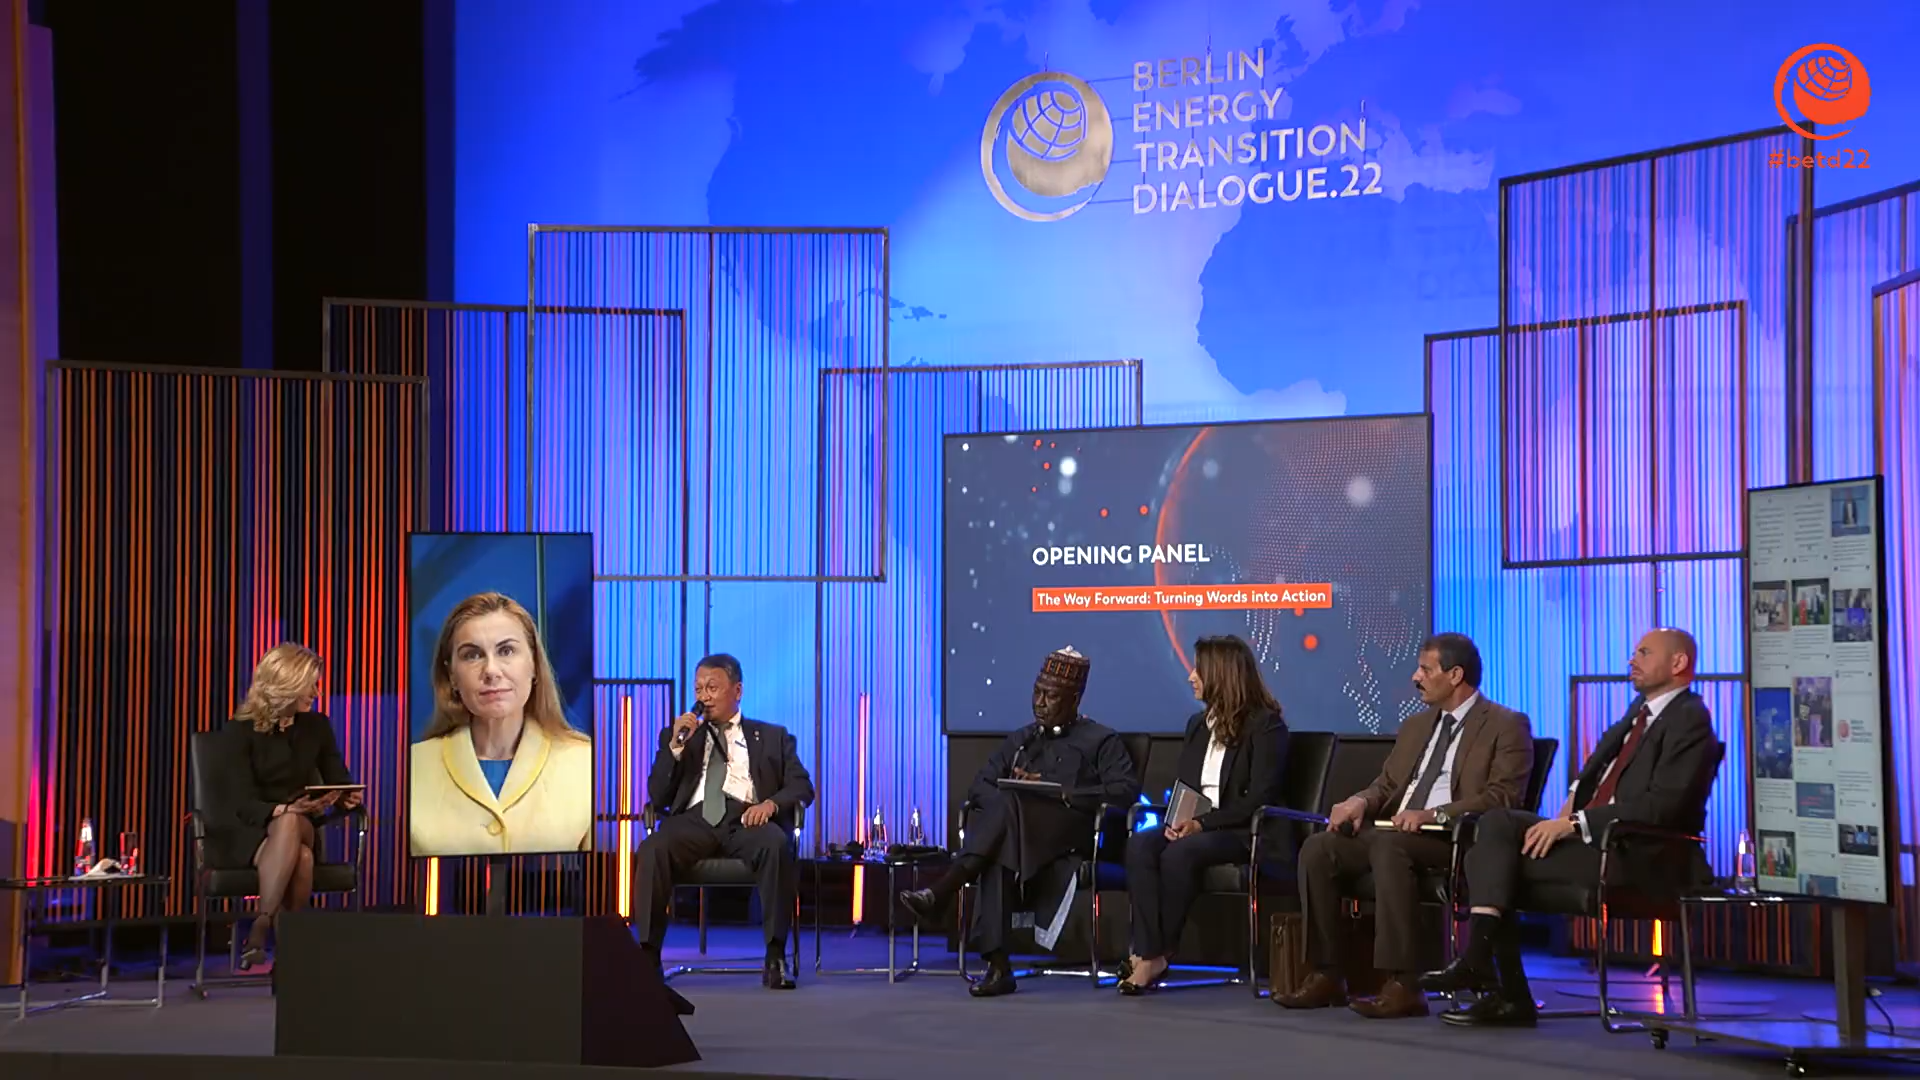 BERLIN
ENERGY
TRANSITION
DIALOGUE.22
#betd22
OPENING PANEL
The Way Forward: Turning Words into Action